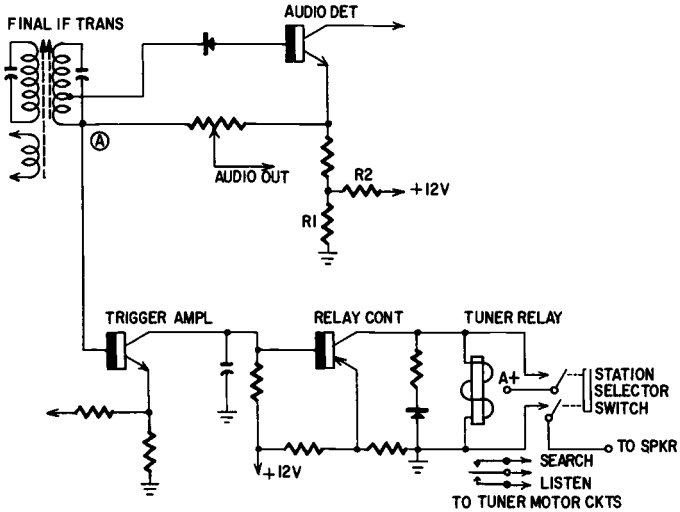 FINAL IF TRANS
AUDIO DET
A
AUDIO OUT
R2
+12V
R1
TRIGGER AMPL
RELAY CONT
TUNER RELAY
A+
STATION
SELECTOR
SWITCH
+12V
TO SPKR
SEARCH
LISTEN
TO TUNER MOTOR CKTS